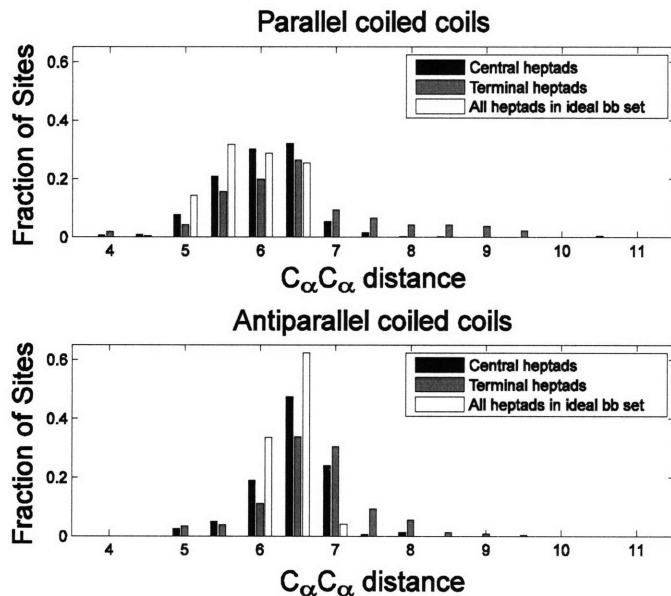 Parallel coiled coils
Fraction of Sites
0.6
0.4
0.2
0
Central heptads
Terminal heptads
All heptads in ideal bb set
4 5 6 7 8 9 10 11
CαCα distance
Antiparallel coiled coils
Fraction of Sites
0.6
0.4
0.2
0
Central heptads
Terminal heptads
All heptads in ideal bb set
4 5 6 7 8 9 10 11
CαCα distance